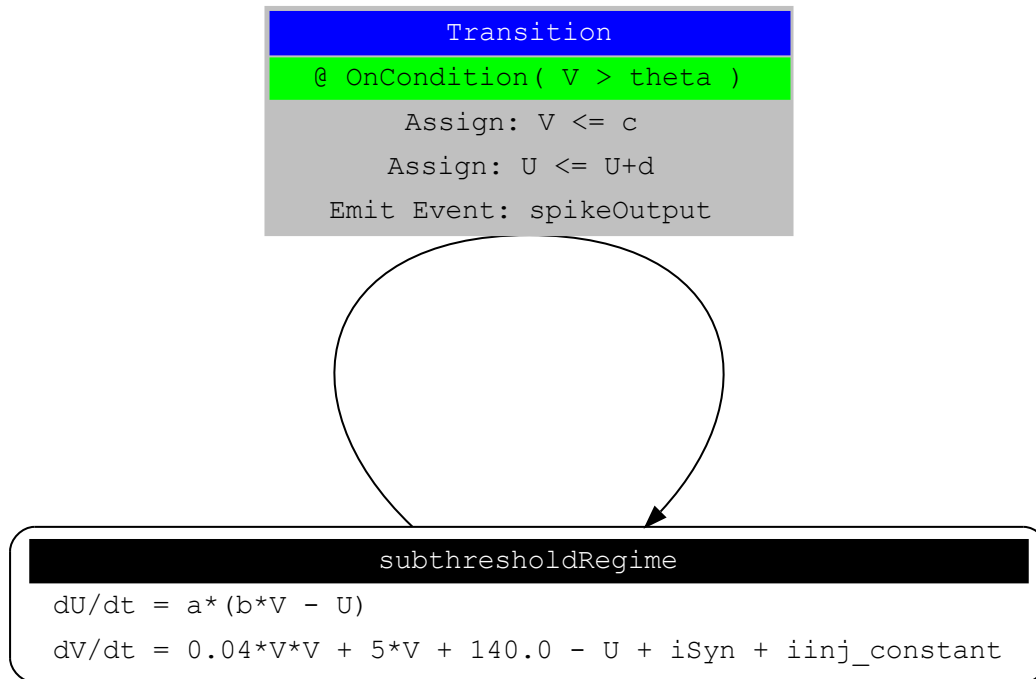 Transition
@ OnCondition( V > theta )
Assign: V <= c
Assign: U <= U+d
Emit Event: spikeOutput
subthresholdRegime
dU/dt = a*(b*V - U)
dV/dt = 0.04*V*V + 5*V + 140.0 - U + iSyn + iinj_constant